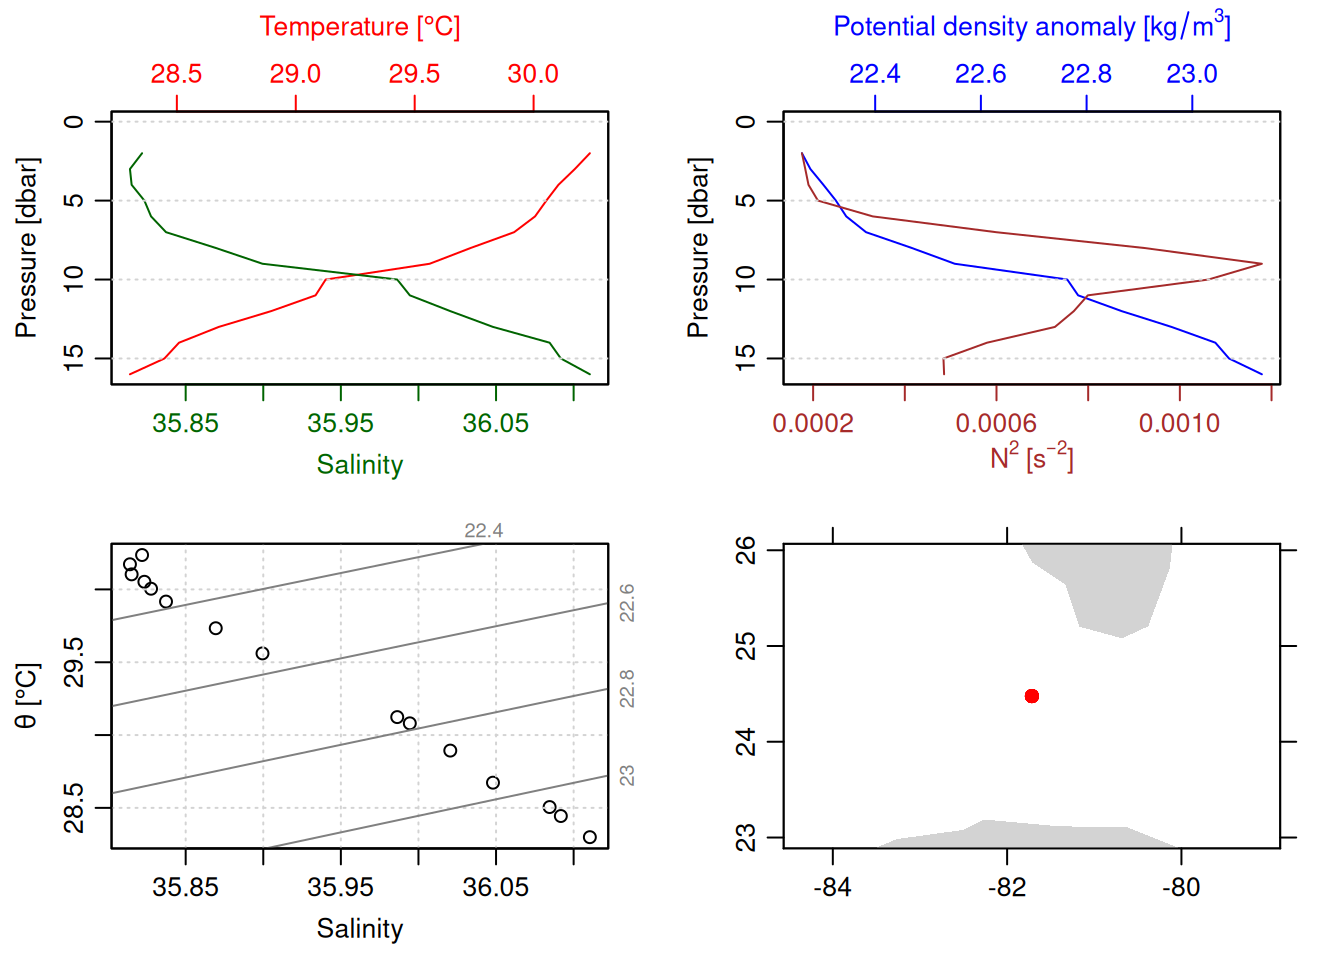 Temperature [°C]
28.5 29.0 29.5 30.0
Pressure [dbar]
0
5
10
15
35.85 35.95 36.05
Salinity
Potential density anomaly [kg/m³]
22.4 22.6 22.8 23.0
Pressure [dbar]
0
5
10
15
0.0002 0.0006 0.0010
N² [s⁻²]
22.4
22.6
22.8
23
θ [°C]
29.5
28.5
35.85 35.95 36.05
Salinity
26
25
24
23
-84 -82 -80